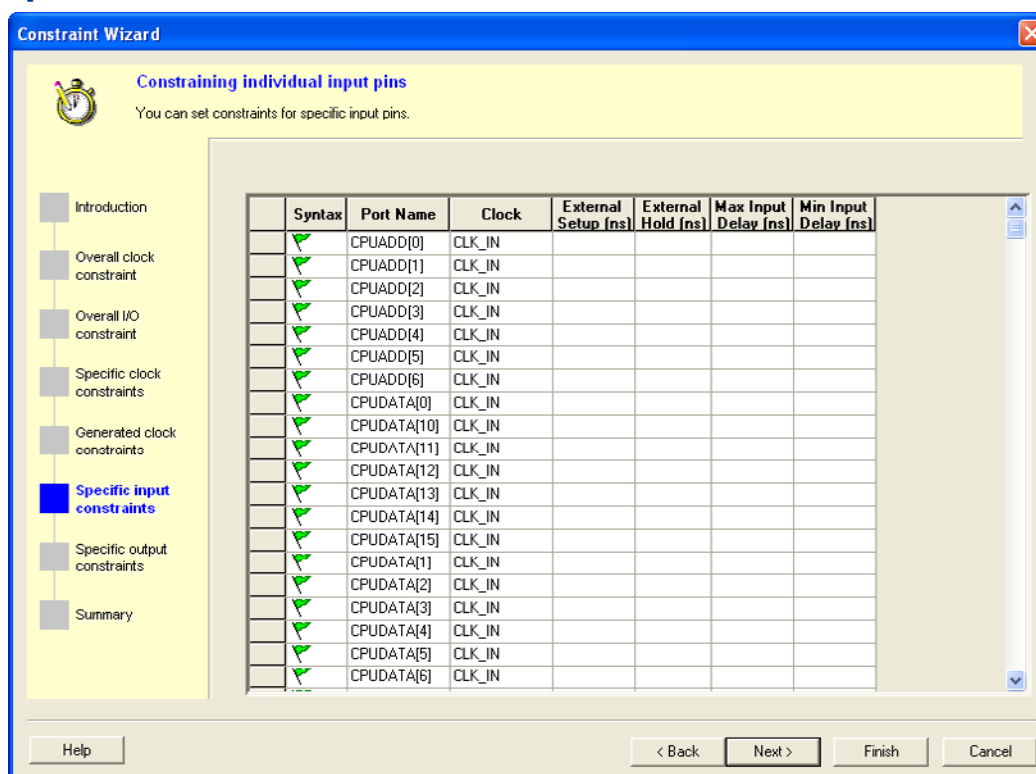 Constraint Wizard
Constraining individual input pins
You can set constraints for specific input pins.
Introduction
Overall clock
constraint
Overall I/O
constraint
Specific clock
constraints
Generated clock
constraints
Specific input
constraints
Specific output
constraints
Summary
Syntax Port Name Clock External Setup (ns) External Hold (ns) Max Input Delay (ns) Min Input Delay (ns)
CPUADD[0] CLK_IN
CPUADD[1] CLK_IN
CPUADD[2] CLK_IN
CPUADD[3] CLK_IN
CPUADD[4] CLK_IN
CPUADD[5] CLK_IN
CPUADD[6] CLK_IN
CPUDATA[0] CLK_IN
CPUDATA[10] CLK_IN
CPUDATA[11] CLK_IN
CPUDATA[12] CLK_IN
CPUDATA[13] CLK_IN
CPUDATA[14] CLK_IN
CPUDATA[15] CLK_IN
CPUDATA[1] CLK_IN
CPUDATA[2] CLK_IN
CPUDATA[3] CLK_IN
CPUDATA[4] CLK_IN
CPUDATA[5] CLK_IN
CPUDATA[6] CLK_IN
Help < Back Next > Finish Cancel